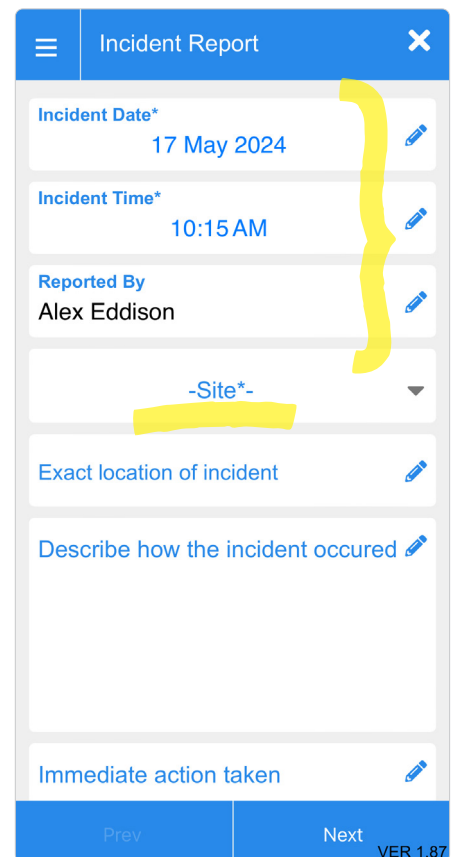 Incident Report
Incident Date*
17 May 2024
Incident Time*
10:15 AM
Reported By
Alex Eddison
-Site*-
Exact location of incident
Describe how the incident occured
Immediate action taken
Prev
Next
VER 1.87